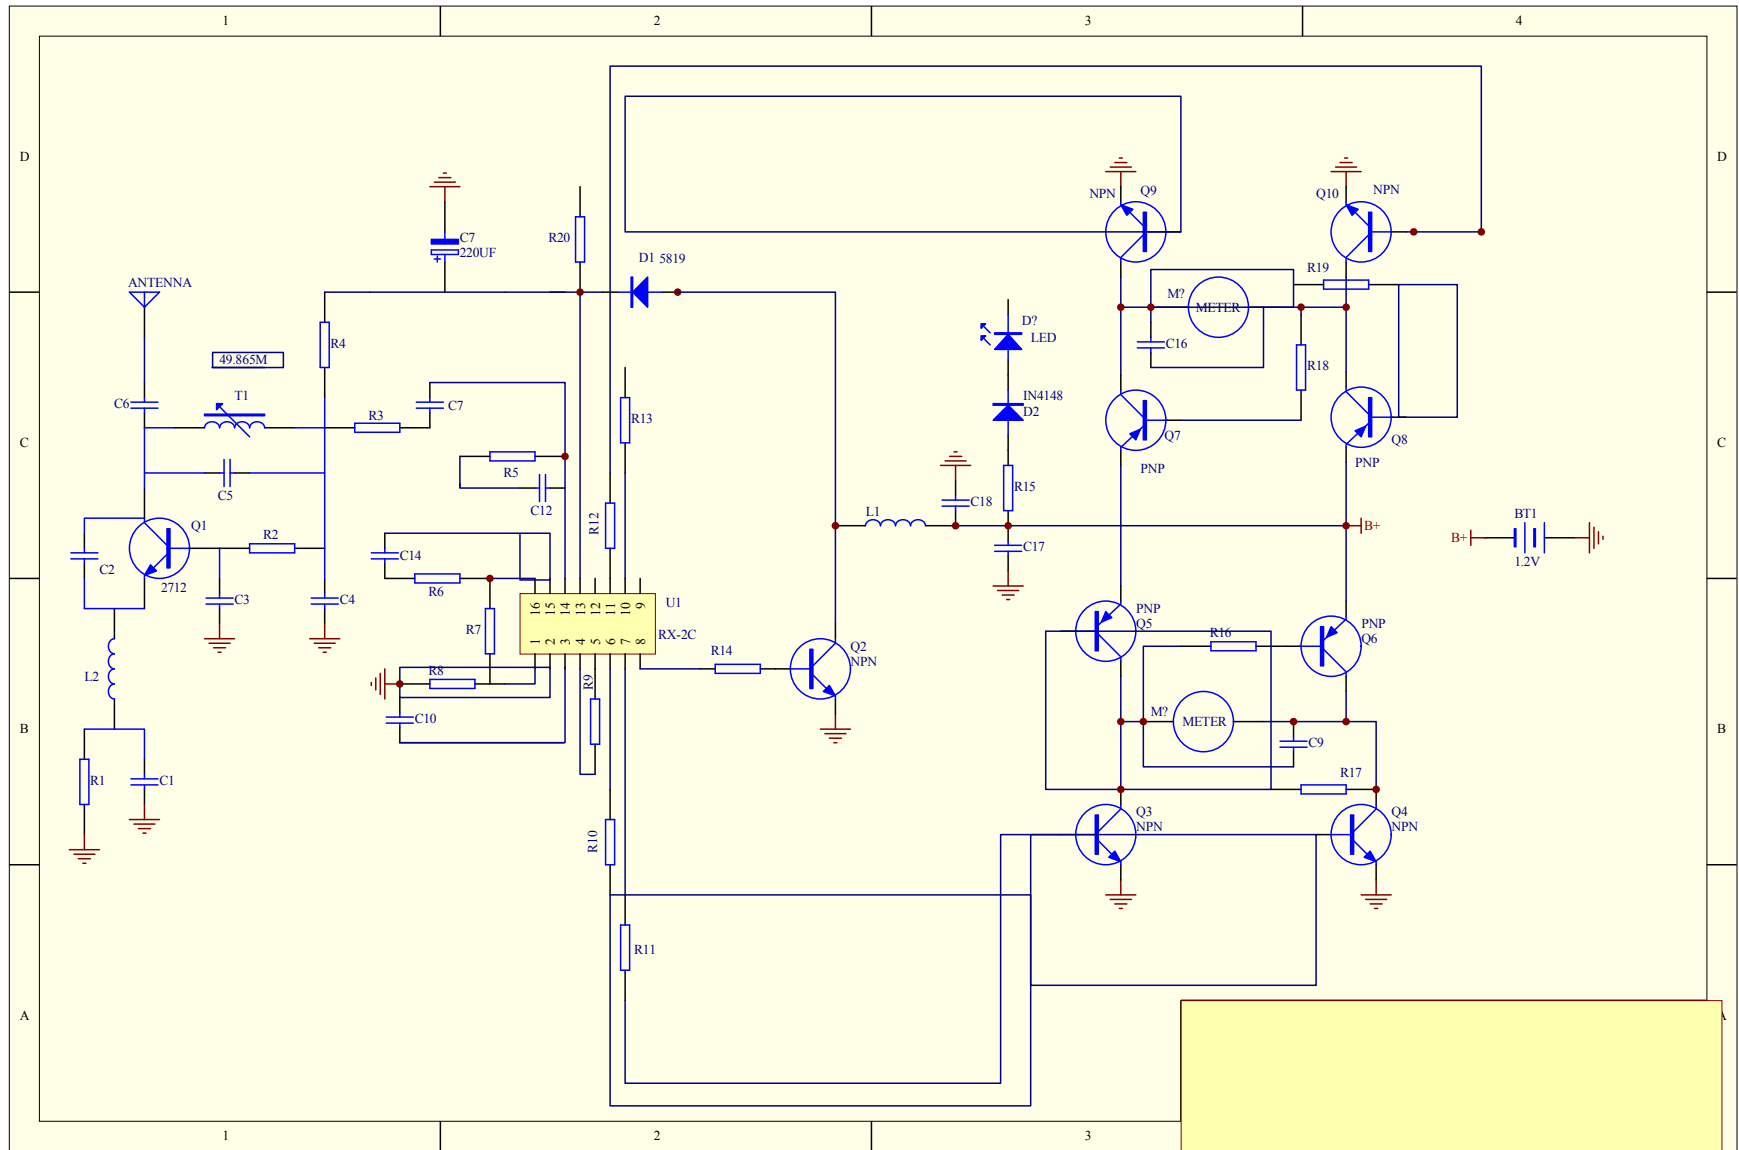 1 2 3 4
D D
NPN Q9 Q10 NPN
C7
220UF
R20
D1 5819
ANTENNA
R19
M?
METER
D?
LED
C16
R4
49.865M
R18
T1
C6
R3
C7
R13
IN4148
D2
C C
Q7
Q8
PNP
PNP
R5
C5
R15
C18
C12
R12
L1
B+
BT1
B+
1.2V
Q1
R2
C14
C17
C2
2712
R6
C3
C4
16 15 14 13 12 11 10 9
U1
1 2 3 4 5 6 7 8
RX-2C
R7
PNP
Q5
R16
PNP
Q6
R14
Q2
NPN
L2
R8
R9
C10
M?
METER
B B
C9
R1
C1
R17
R10
Q3
NPN
Q4
NPN
R11
A
1 2 3